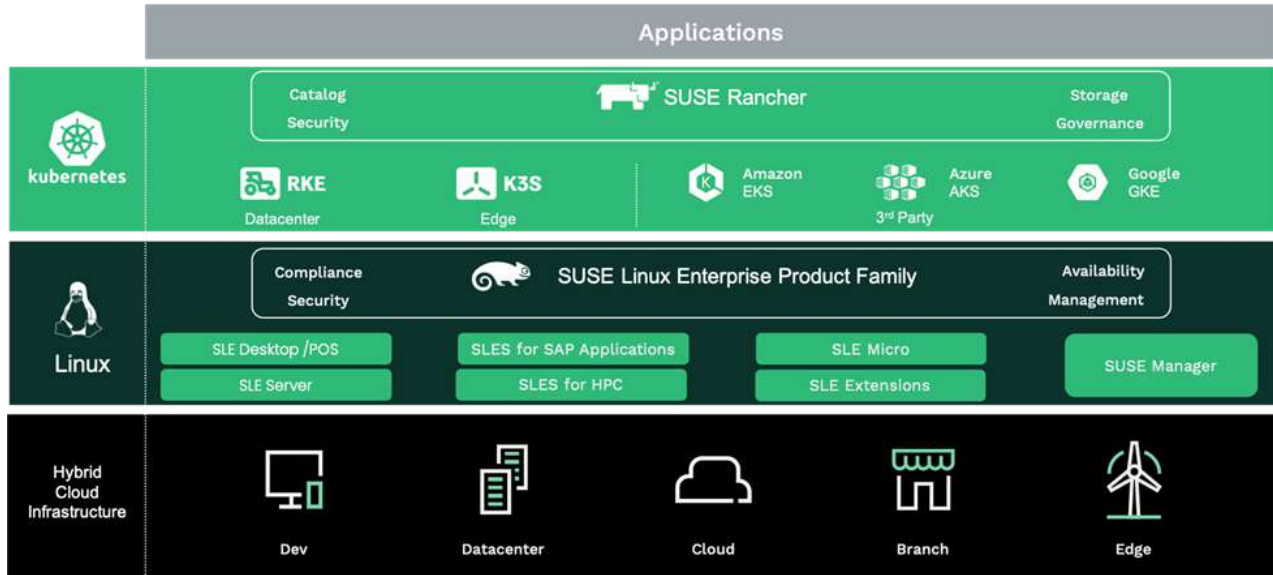 Applications
kubernetes
Catalog
Security
SUSE Rancher
Storage
Governance
RKE
Datacenter
K3S
Edge
K
Amazon
EKS
Azure
AKS
3rd Party
Google
GKE
Linux
Compliance
Security
SUSE Linux Enterprise Product Family
Availability
Management
SLE Desktop /POS
SLES for SAP Applications
SLE Micro
SUSE Manager
SLE Server
SLES for HPC
SLE Extensions
Hybrid
Cloud
Infrastructure
Dev
Datacenter
Cloud
Branch
Edge